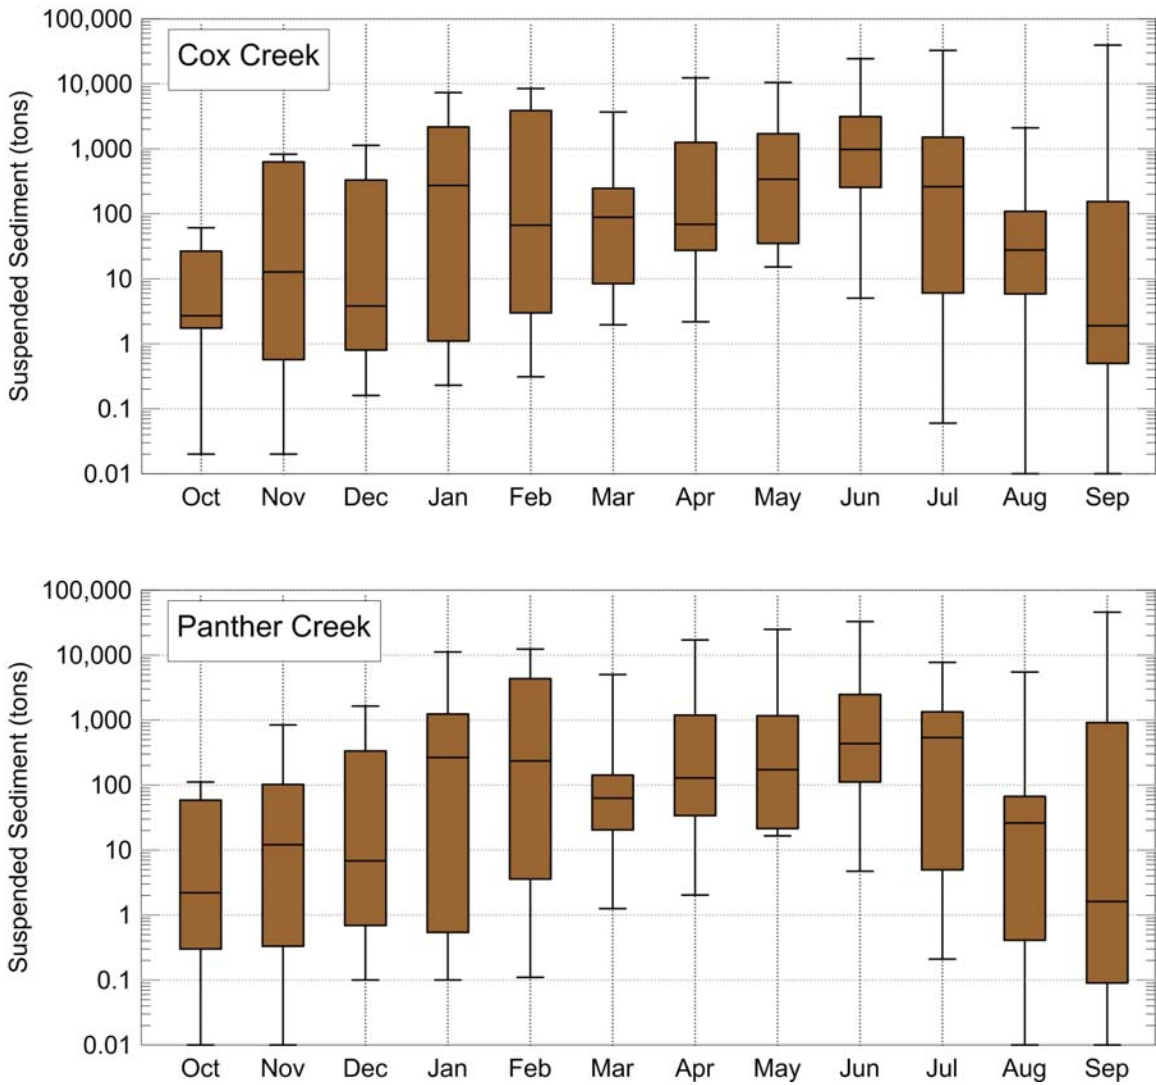 Cox Creek
Suspended Sediment (tons)
100,000
10,000
1,000
100
10
1
0.1
0.01
Oct Nov Dec Jan Feb Mar Apr May Jun Jul Aug Sep
Panther Creek
Suspended Sediment (tons)
100,000
10,000
1,000
100
10
1
0.1
0.01
Oct Nov Dec Jan Feb Mar Apr May Jun Jul Aug Sep